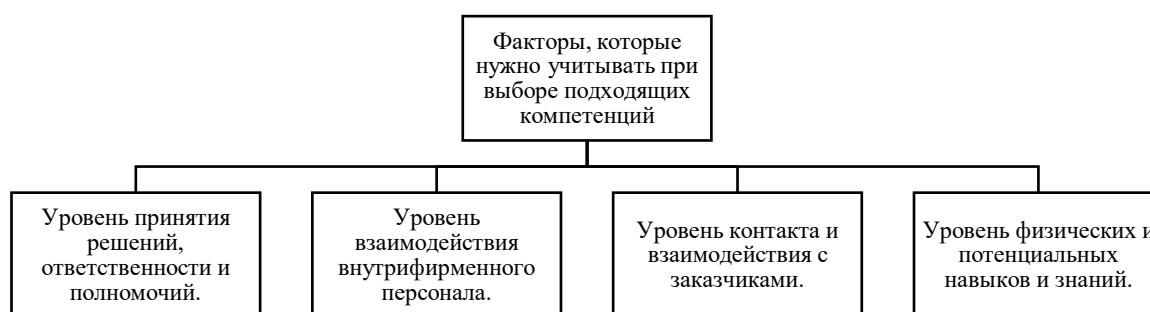 Факторы, которые
нужно учитывать при
выборе подходящих
компетенций
Уровень принятия
решений,
ответственности и
полномочий.
Уровень
взаимодействия
внутрифирменного
персонала.
Уровень контакта и
взаимодействия с
заказчиками.
Уровень физических и
потенциальных
навыков и знаний.